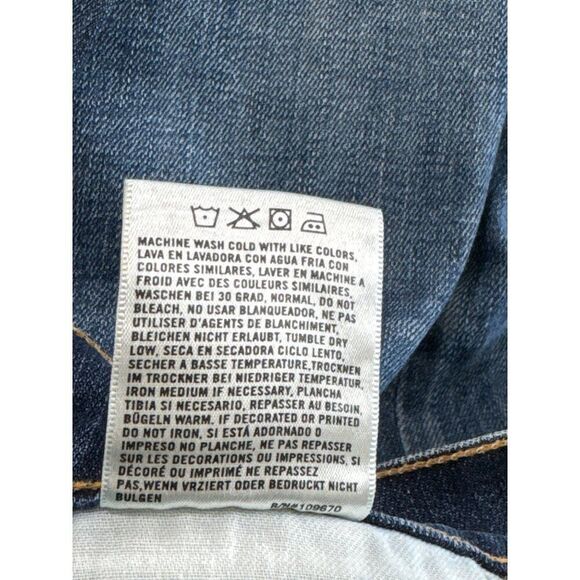 MACHINE WASH COLD WITH LIKE COLORS,
LAVA EN LAVADORA CON AGUA FRIA CON
COLORES SIMILARES, LAVER EN MACHINE A
FROID AVEC DES COULEURS SIMILAIRES,
WASCHEN BEI 30 GRAD, NORMAL, DO NOT
BLEACH, NO USAR BLANQUEADOR, NE PAS
UTILISER D'AGENTS DE BLANCHIMENT,
BLEICHEN NICHT ERLAUBT, TUMBLE DRY
LOW, SECA EN SECADORA CICLO LENTO,
SECHER A BASSE TEMPERATURE,TROCKNEN
IM TROCKNER BEI NIEDRIGER TEMPERATUR,
IRON MEDIUM IF NECESSARY, PLANCHA
TIBIA SI NECESARIO, REPASSER AU BESOIN,
BÜGELN WARM. IF DECORATED OR PRINTED
DO NOT IRON, SI ESTÁ ADORNADO O
IMPRESO NO PLANCHE, NE PAS REPASSER
SUR LES DECORATIONS OU IMPRESSIONS, SI
DÉCORÉ OU IMPRIMÉ NE REPASSEZ
PAS,WENN VRZIERT ODER BEDRUCKT NICHT
BULGEN
R/N#109670